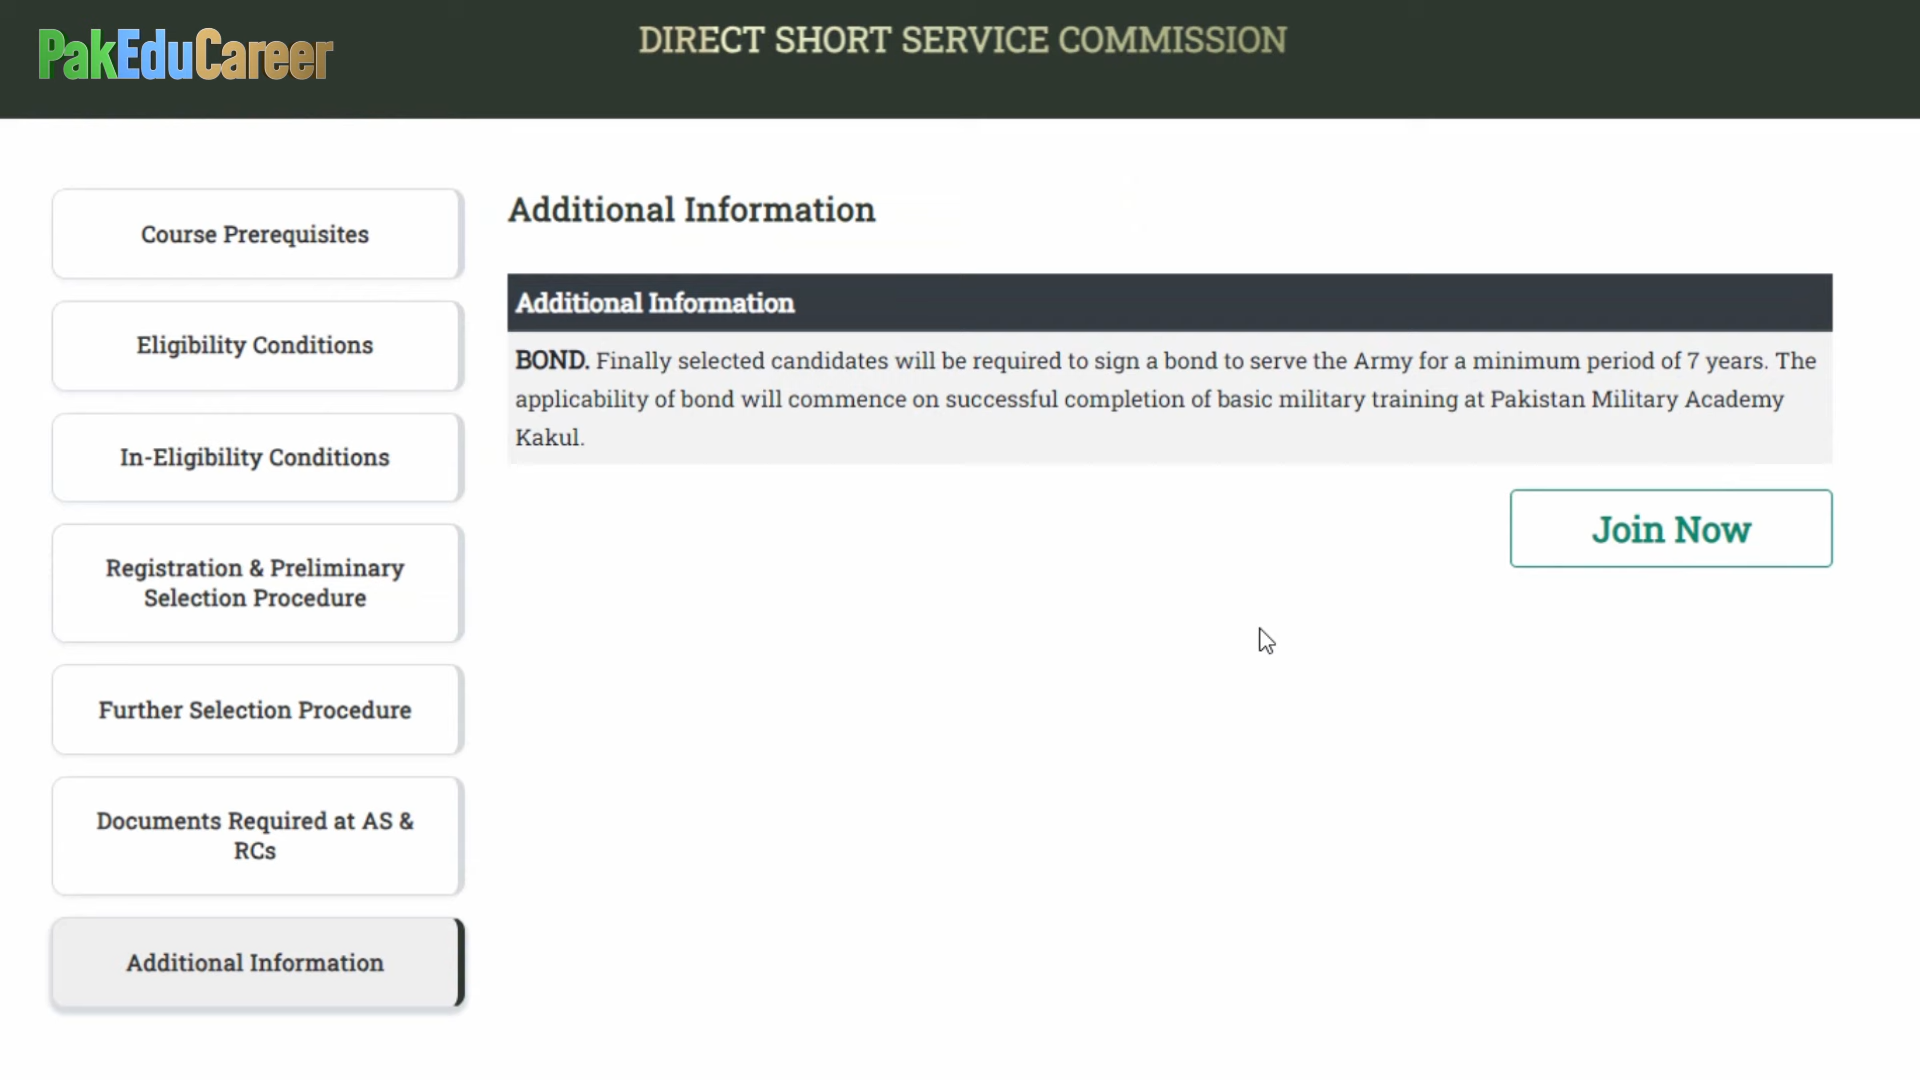 PakEduCareer
DIRECT SHORT SERVICE COMMISSION
Course Prerequisites
Eligibility Conditions
In-Eligibility Conditions
Registration & Preliminary
Selection Procedure
Further Selection Procedure
Documents Required at AS &
RCs
Additional Information
Additional Information
Additional Information
BOND. Finally selected candidates will be required to sign a bond to serve the Army for a minimum period of 7 years. The
applicability of bond will commence on successful completion of basic military training at Pakistan Military Academy
Kakul.
Join Now